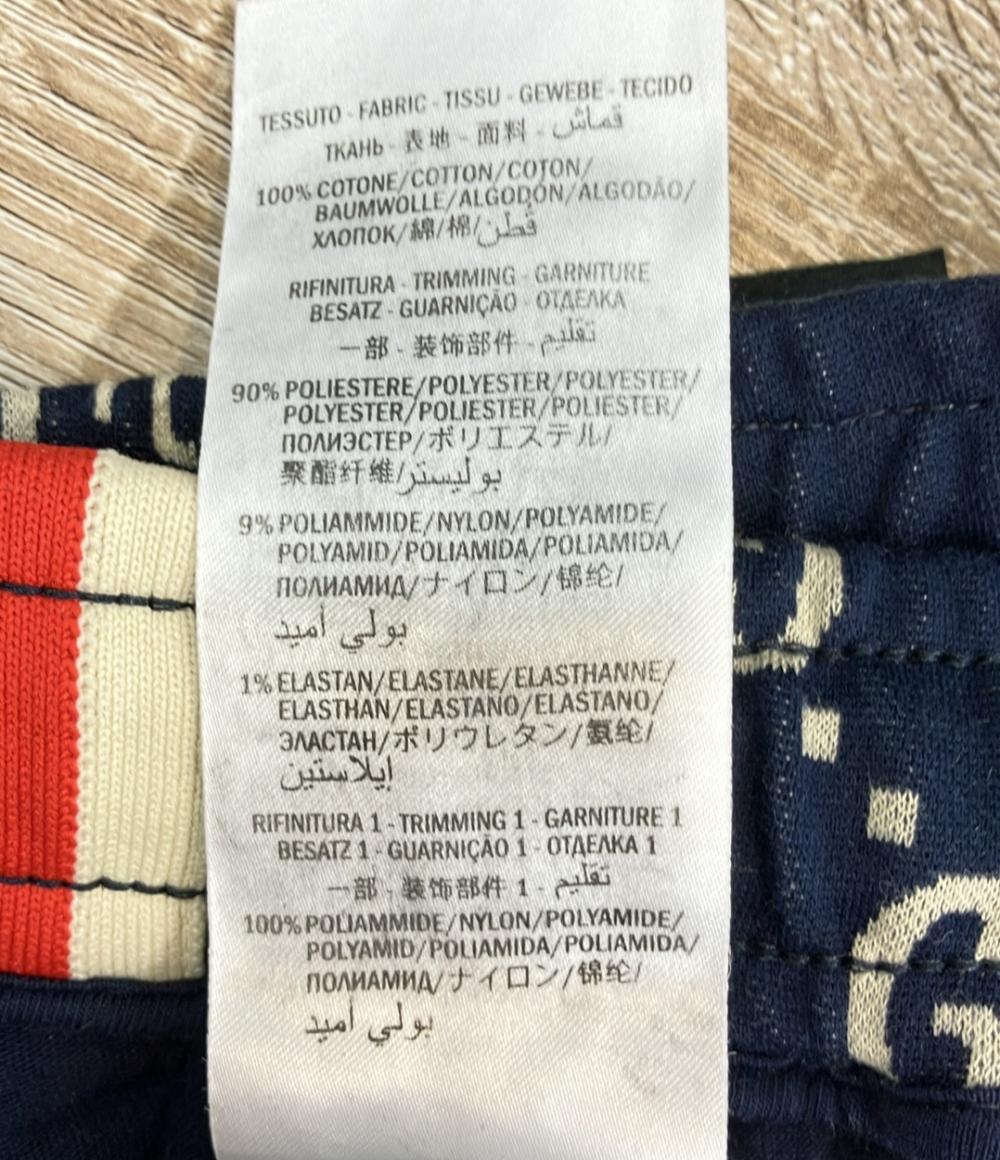 TESSUTO - FABRIC - TISSU - GEWEBE - TECIDO
ТКАНЬ - 表地 - 面料 - قماش
100% COTONE/COTTON/COTON/
BAUMWOLLE/ALGODÓN/ALGODÃO/
ХЛОПОК/綿/棉/قطن
RIFINITURA - TRIMMING - GARNITURE
BESATZ - GUARNIÇÃO - ОТДЕЛКА
一部 - 装饰部件 - تقليم
90% POLIESTERE/POLYESTER/POLYESTER/
POLYESTER/POLIESTER/POLIESTER/
ПОЛИЭСТЕР/ポリエステル/
聚酯纤维/بوليستر
9% POLIAMMIDE/NYLON/POLYAMIDE/
POLYAMID/POLIAMIDA/POLIAMIDA/
ПОЛИАМИД/ナイロン/锦纶/
بولي أميد
1% ELASTAN/ELASTANE/ELASTHANNE/
ELASTHAN/ELASTANO/ELASTANO/
ЭЛАСТАН/ポリウレタン/氨纶/
إيلاستين
RIFINITURA 1 - TRIMMING 1 - GARNITURE 1
BESATZ 1 - GUARNIÇÃO 1 - ОТДЕЛКА 1
一部 - 装饰部件 1 - تقليم
100% POLIAMMIDE/NYLON/POLYAMIDE/
POLYAMID/POLIAMIDA/POLIAMIDA/
ПОЛИАМИД/ナイロン/锦纶/
بولي أميد
G